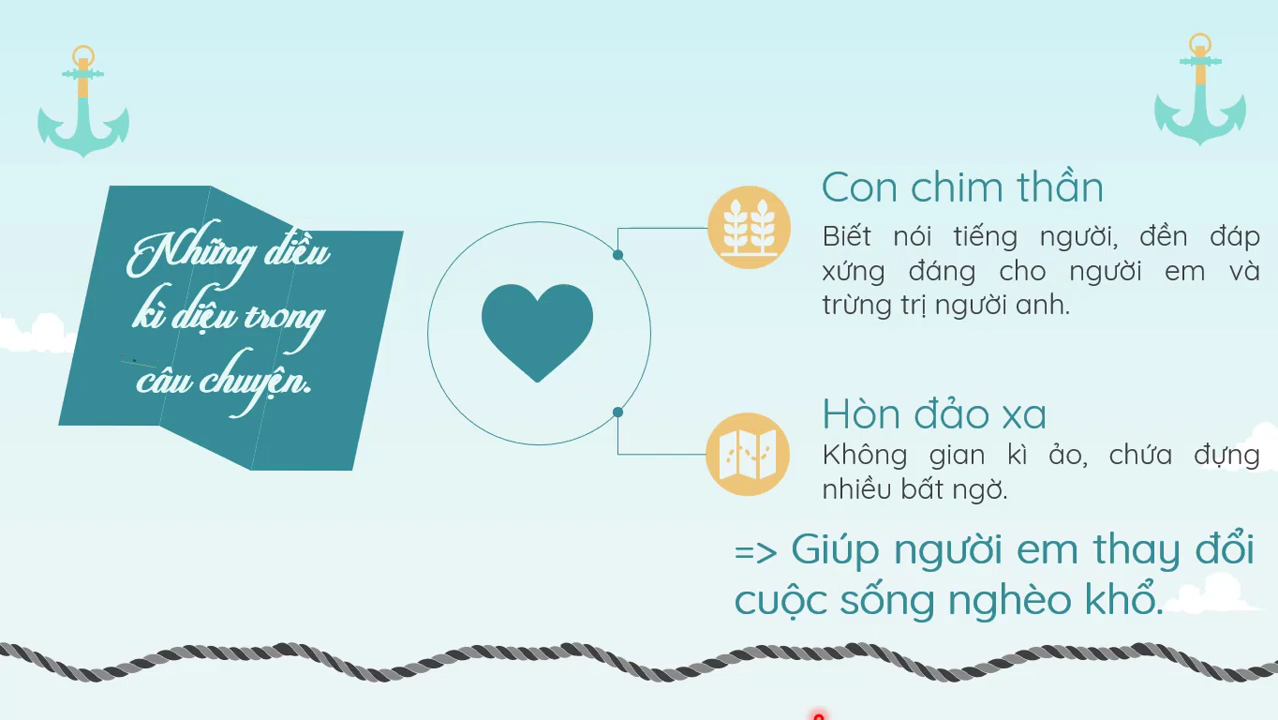 Những điều
kì diệu trong
câu chuyện.
Con chim thần
Biết nói tiếng người, đền đáp
xứng đáng cho người em và
trừng trị người anh.
Hòn đảo xa
Không gian kì ảo, chứa đựng
nhiều bất ngờ.
=> Giúp người em thay đổi
cuộc sống nghèo khổ.